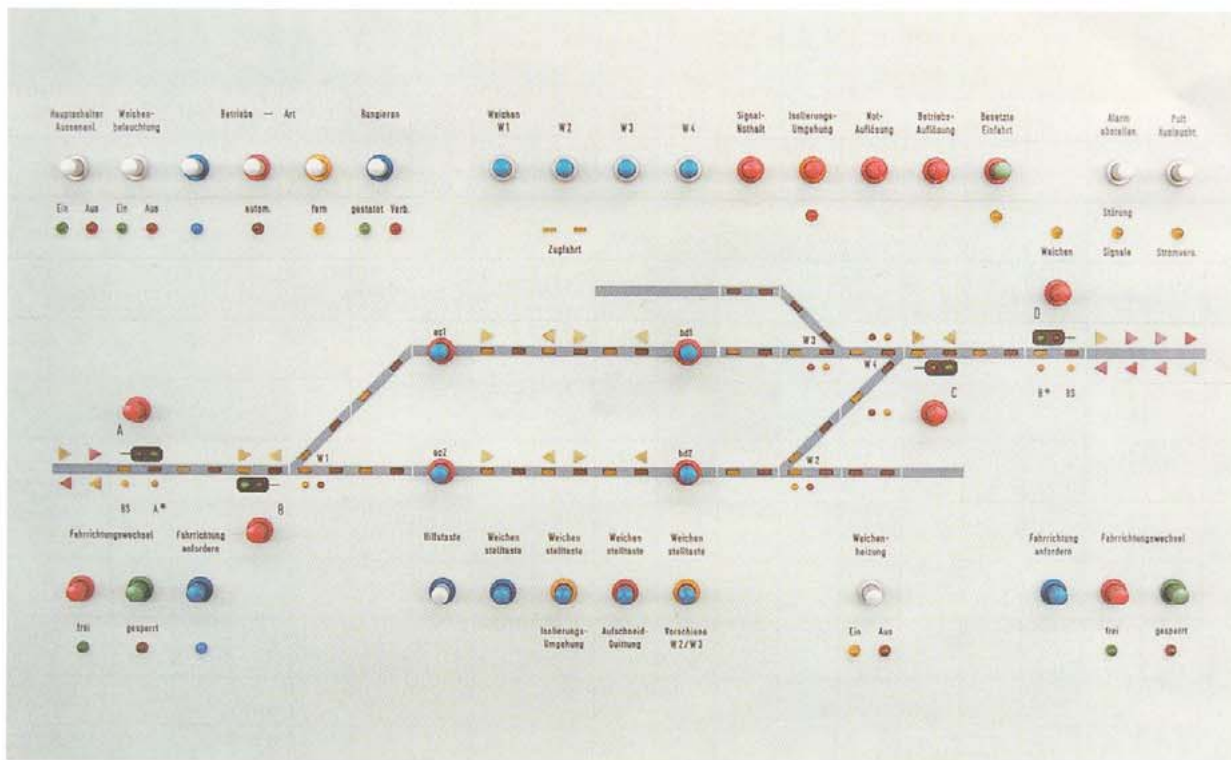 Hauptschalter Aussenanl.
Weichen- beleuchtung
Betriebs — Art
Rangieren
Weichen W1
W2
W3
W4
Signal- Nothalt
Isolierungs- Umgehung
Not- Auflösung
Betriebs- Auflösung
Besetzte Einfahrt
Alarm abstellen
Pult Ausleucht.
Ein Aus
Ein Aus
autom.
fern
gestatet Verb.
Zugfahrt
Weichen
Störung
Signale
Stromvers.
D
ac1
bd1
W3
W4
C
B*
BS
A
ac2
bd2
W1
W2
BS
A*
B
Fahrrichtungswechsel
Fahrrichtung anfordern
Hilfstaste
Weichen stelltaste
Weichen stelltaste
Weichen stelltaste
Weichen stelltaste
Weichen- heizung
Fahrrichtung anfordern
Fahrrichtungswechsel
frei
gesperrt
Isolierungs- Umgehung
Aufschneid- Quittung
Vorschiene W2/W3
Ein Aus
frei
gesperrt